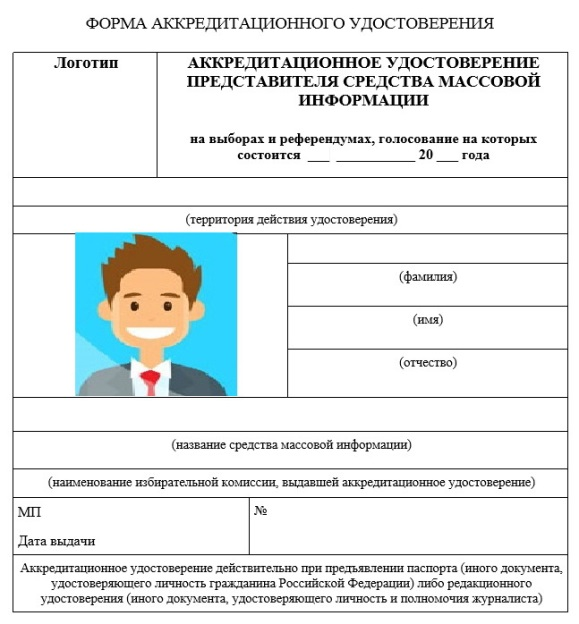 ФОРМА АККРЕДИТАЦИОННОГО УДОСТОВЕРЕНИЯ
Логотип
АККРЕДИТАЦИОННОЕ УДОСТОВЕРЕНИЕ
ПРЕДСТАВИТЕЛЯ СРЕДСТВА МАССОВОЙ
ИНФОРМАЦИИ
на выборах и референдумах, голосование на которых
состоится ___ ___________ 20 ___ года
(территория действия удостоверения)
(фамилия)
(имя)
(отчество)
(название средства массовой информации)
(наименование избирательной комиссии, выдавшей аккредитационное удостоверение)
МП
Дата выдачи
№
Аккредитационное удостоверение действительно при предъявлении паспорта (иного документа,
удостоверяющего личность гражданина Российской Федерации) либо редакционного
удостоверения (иного документа, удостоверяющего личность и полномочия журналиста)